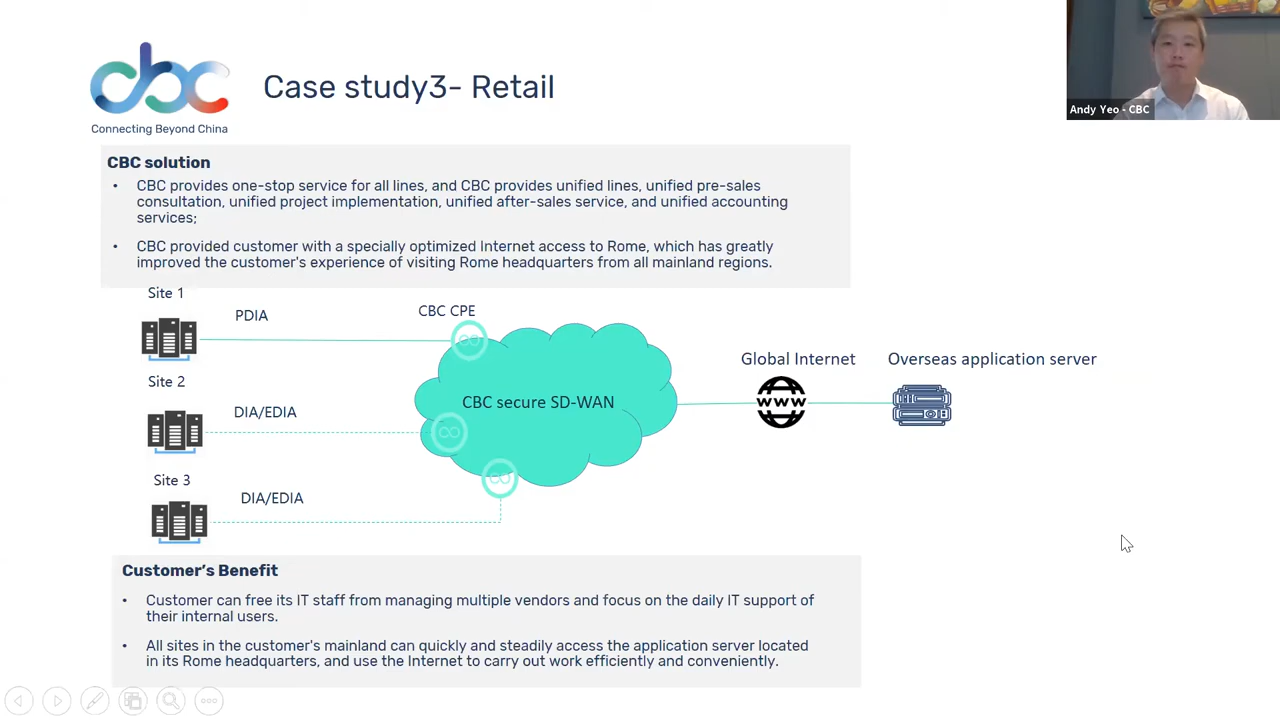 cbc
Connecting Beyond China
Case study3- Retail
Andy Yeo - CBC
CBC solution
• CBC provides one-stop service for all lines, and CBC provides unified lines, unified pre-sales
consultation, unified project implementation, unified after-sales service, and unified accounting
services;
• CBC provided customer with a specially optimized Internet access to Rome, which has greatly
improved the customer's experience of visiting Rome headquarters from all mainland regions.
Site 1
PDIA
CBC CPE
Site 2
DIA/EDIA
CBC secure SD-WAN
Global Internet
WWW
Overseas application server
Site 3
DIA/EDIA
Customer's Benefit
• Customer can free its IT staff from managing multiple vendors and focus on the daily IT support of
their internal users.
• All sites in the customer's mainland can quickly and steadily access the application server located
in its Rome headquarters, and use the Internet to carry out work efficiently and conveniently.